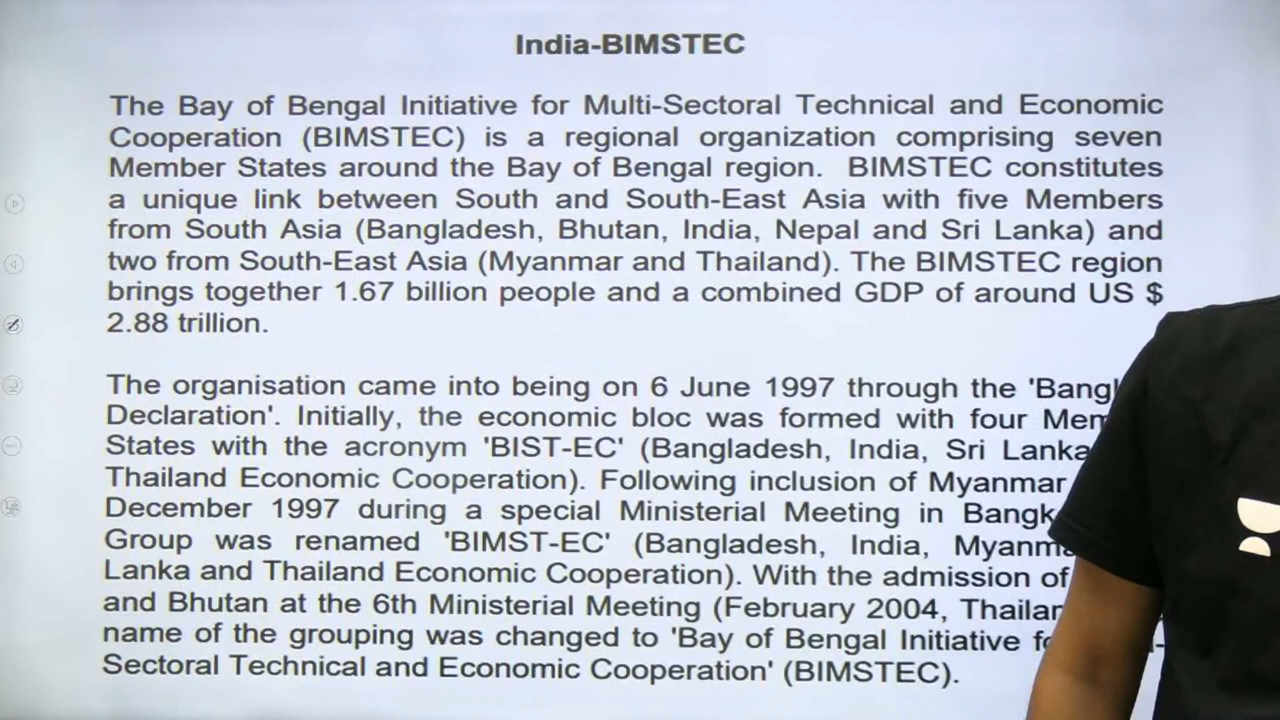 India-BIMSTEC
The Bay of Bengal Initiative for Multi-Sectoral Technical and Economic
Cooperation (BIMSTEC) is a regional organization comprising seven
Member States around the Bay of Bengal region. BIMSTEC constitutes
a unique link between South and South-East Asia with five Members
from South Asia (Bangladesh, Bhutan, India, Nepal and Sri Lanka) and
two from South-East Asia (Myanmar and Thailand). The BIMSTEC region
brings together 1.67 billion people and a combined GDP of around US $
2.88 trillion.
The organisation came into being on 6 June 1997 through the
Declaration'. Initially, the economic bloc was formed with four
States with the acronym 'BIST-EC' (Bangladesh, India, Sri Lanka
Thailand Economic Cooperation). Following inclusion of Myanmar
December 1997 during a special Ministerial Meeting in
Group was renamed 'BIMST-EC' (Bangladesh, India,
Lanka and Thailand Economic Cooperation). With the admission of
and Bhutan at the 6th Ministerial Meeting (February 2004,
name of the grouping was changed to 'Bay of Bengal Initiative
Sectoral Technical and Economic Cooperation' (BIMSTEC).